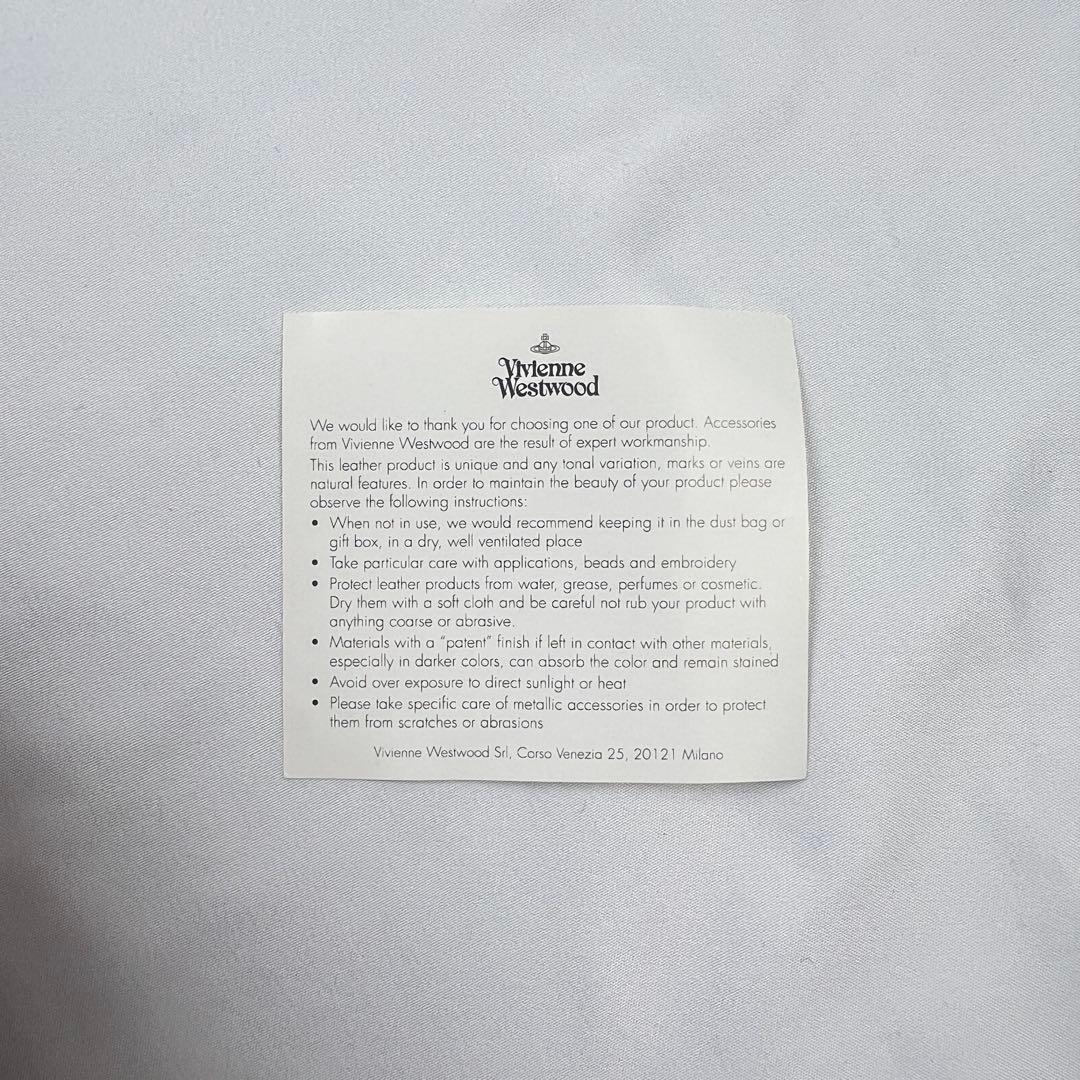 Vivienne
Westwood
We would like to thank you for choosing one of our product. Accessories
from Vivienne Westwood are the result of expert workmanship.
This leather product is unique and any tonal variation, marks or veins are
natural features. In order to maintain the beauty of your product please
observe the following instructions:
• When not in use, we would recommend keeping it in the dust bag or
gift box, in a dry, well ventilated place
• Take particular care with applications, beads and embroidery
• Protect leather products from water, grease, perfumes or cosmetic.
Dry them with a soft cloth and be careful not rub your product with
anything coarse or abrasive.
• Materials with a "patent" finish if left in contact with other materials,
especially in darker colors, can absorb the color and remain stained
• Avoid over exposure to direct sunlight or heat
• Please take specific care of metallic accessories in order to protect
them from scratches or abrasions
Vivienne Westwood Srl, Corso Venezia 25, 20121 Milano